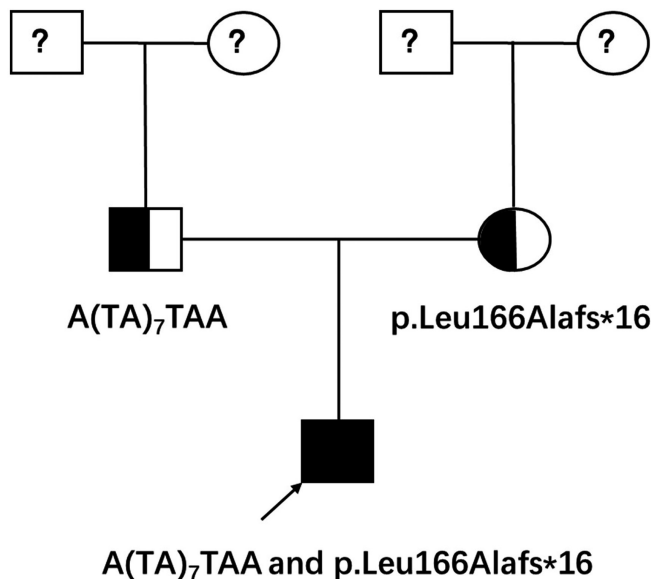 ? ? ? ?
A(TA)₇TAA p.Leu166Alafs*16
A(TA)₇TAA and p.Leu166Alafs*16